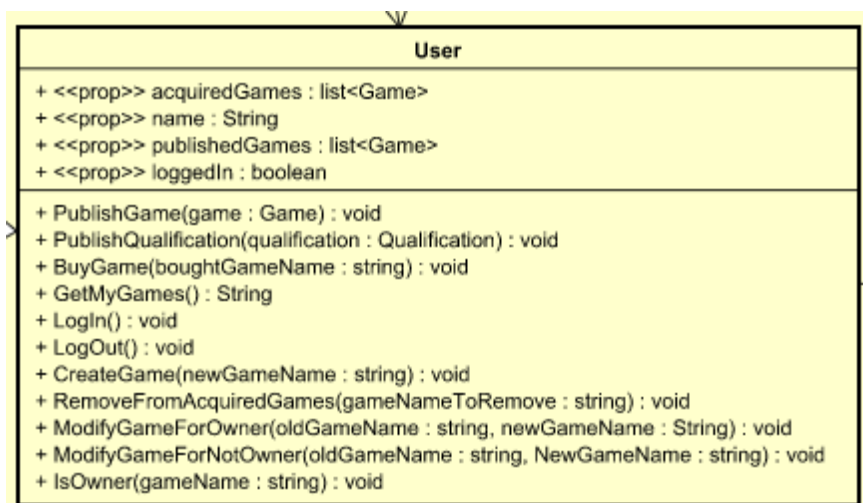 User
+ <<prop>> acquiredGames : list<Game>
+ <<prop>> name : String
+ <<prop>> publishedGames : list<Game>
+ <<prop>> loggedIn : boolean
+ PublishGame(game : Game) : void
+ PublishQualification(qualification : Qualification) : void
+ BuyGame(boughtGameName : string) : void
+ GetMyGames() : String
+ LogIn() : void
+ LogOut() : void
+ CreateGame(newGameName : string) : void
+ RemoveFromAcquiredGames(gameNameToRemove : string) : void
+ ModifyGameForOwner(oldGameName : string, newGameName : String) : void
+ ModifyGameForNotOwner(oldGameName : string, NewGameName : string) : void
+ IsOwner(gameName : string) : void